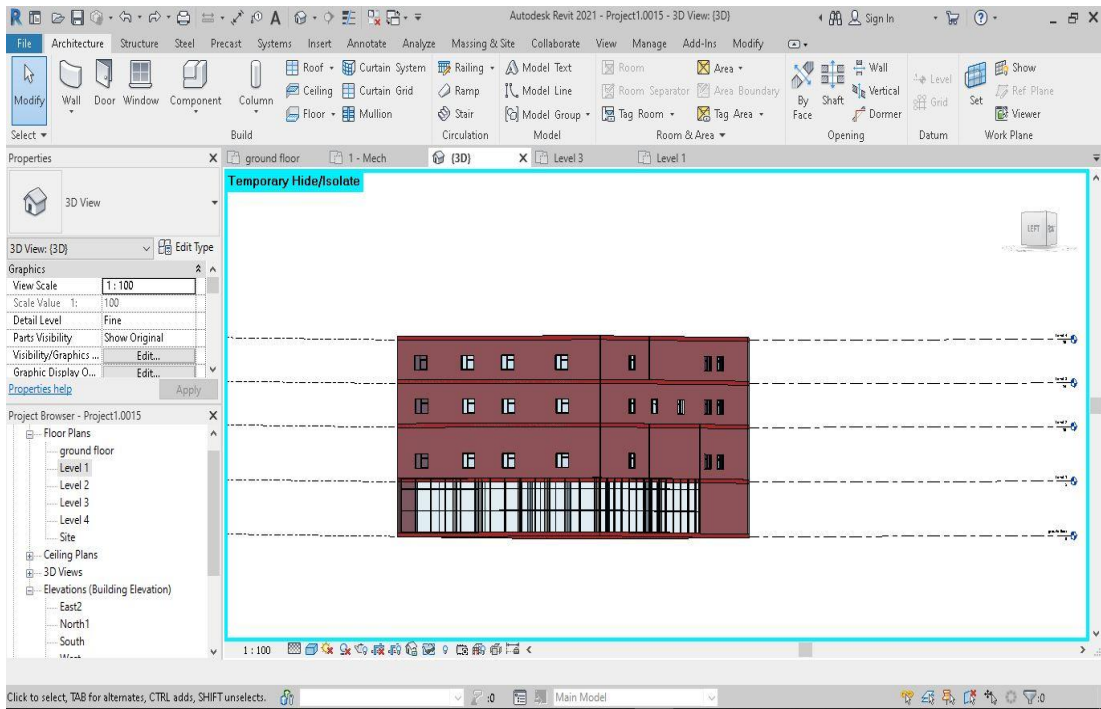 Autodesk Revit 2021 - Project1.0015 - 3D View: {3D}
Sign In
File Architecture Structure Steel Precast Systems Insert Annotate Analyze Massing & Site Collaborate View Manage Add-Ins Modify
Modify
Wall
Door
Window
Component
Column
Roof
Ceiling
Floor
Curtain System
Curtain Grid
Mullion
Railing
Ramp
Stair
Model Text
Model Line
Model Group
Room
Room Separator
Tag Room
Area
Area Boundary
Tag Area
By Face
Shaft
Wall
Vertical
Dormer
Level
Grid
Set
Show
Ref Plane
Viewer
Select
Build
Circulation
Model
Room & Area
Opening
Datum
Work Plane
Properties X
ground floor
1 - Mech
{3D} X
Level 3
Level 1
3D View
3D View: {3D} Edit Type
Graphics
View Scale 1 : 100
Scale Value 1: 100
Detail Level Fine
Parts Visibility Show Original
Visibility/Graphics ... Edit...
Graphic Display O... Edit...
Properties help Apply
Project Browser - Project1.0015 X
Floor Plans
ground floor
Level 1
Level 2
Level 3
Level 4
Site
Ceiling Plans
3D Views
Elevations (Building Elevation)
East2
North1
South
West
Temporary Hide/Isolate
LEFT
1 : 100
Click to select, TAB for alternates, CTRL adds, SHIFT unselects.
:0
Main Model
:0